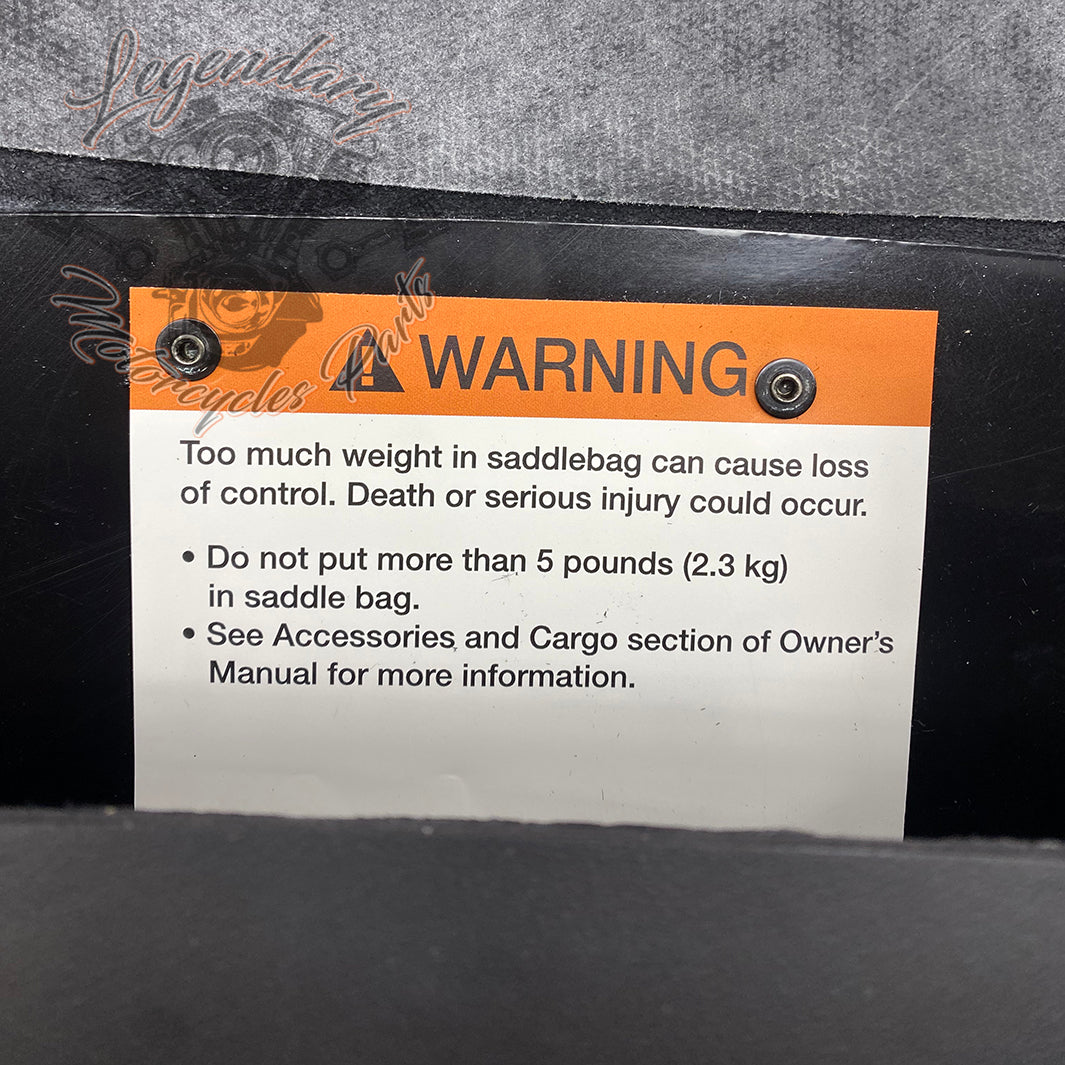 Legendary
Motorcycles Parts
WARNING
Too much weight in saddlebag can cause loss
of control. Death or serious injury could occur.
• Do not put more than 5 pounds (2.3 kg)
in saddle bag.
• See Accessories and Cargo section of Owner's
Manual for more information.